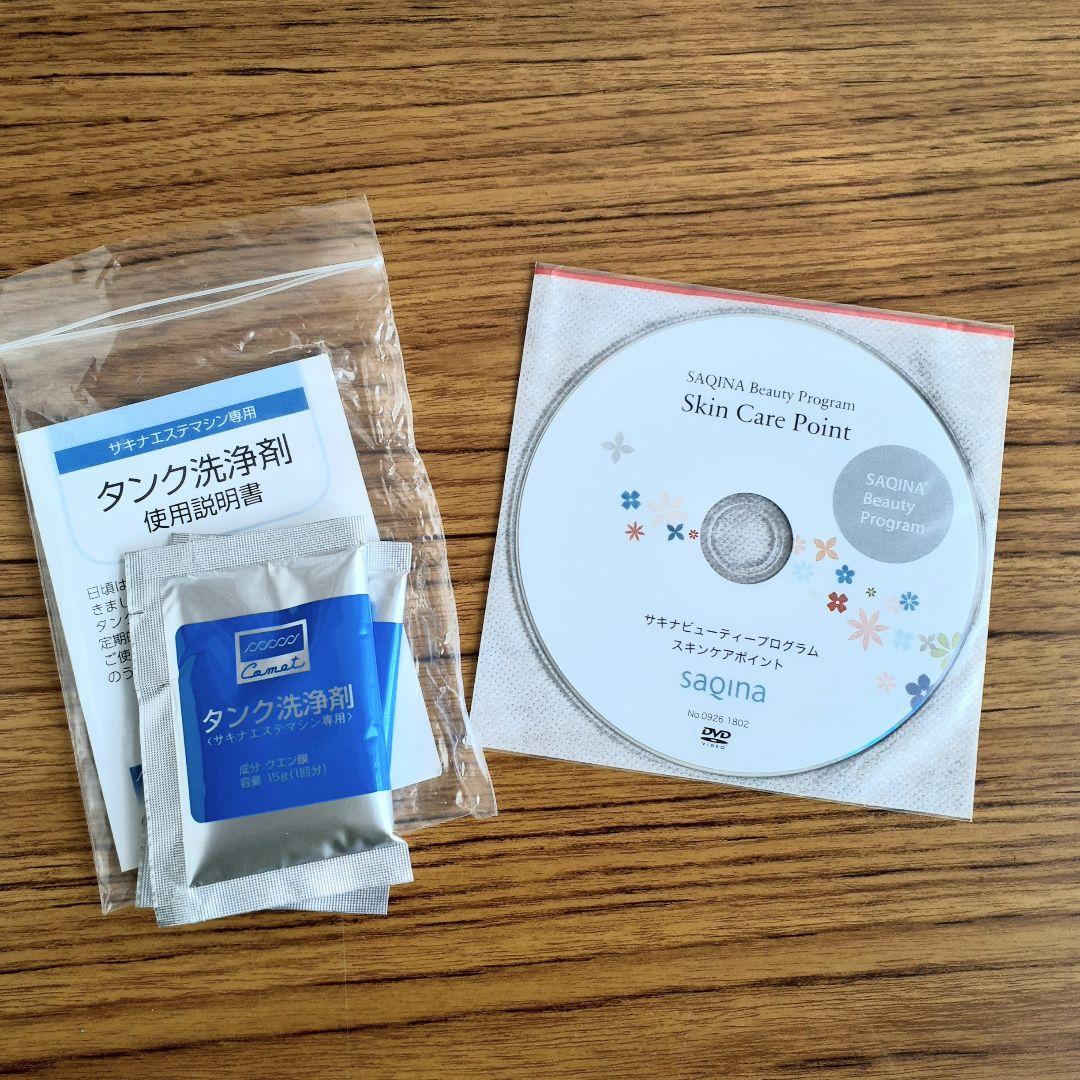 サキナエステマシン専用
タンク洗浄剤
使用説明書
日頃は
きまし
タンク
定期
ご使
のう
Comet
タンク洗浄剤
〈サキナエステマシン専用〉
成分 クエン酸
容量 15g(1回分)
SAQINA Beauty Program
Skin Care Point
SAQINA®
Beauty
Program
サキナビューティープログラム
スキンケアポイント
saqina
No.0926 1802
DVD
VIDEO